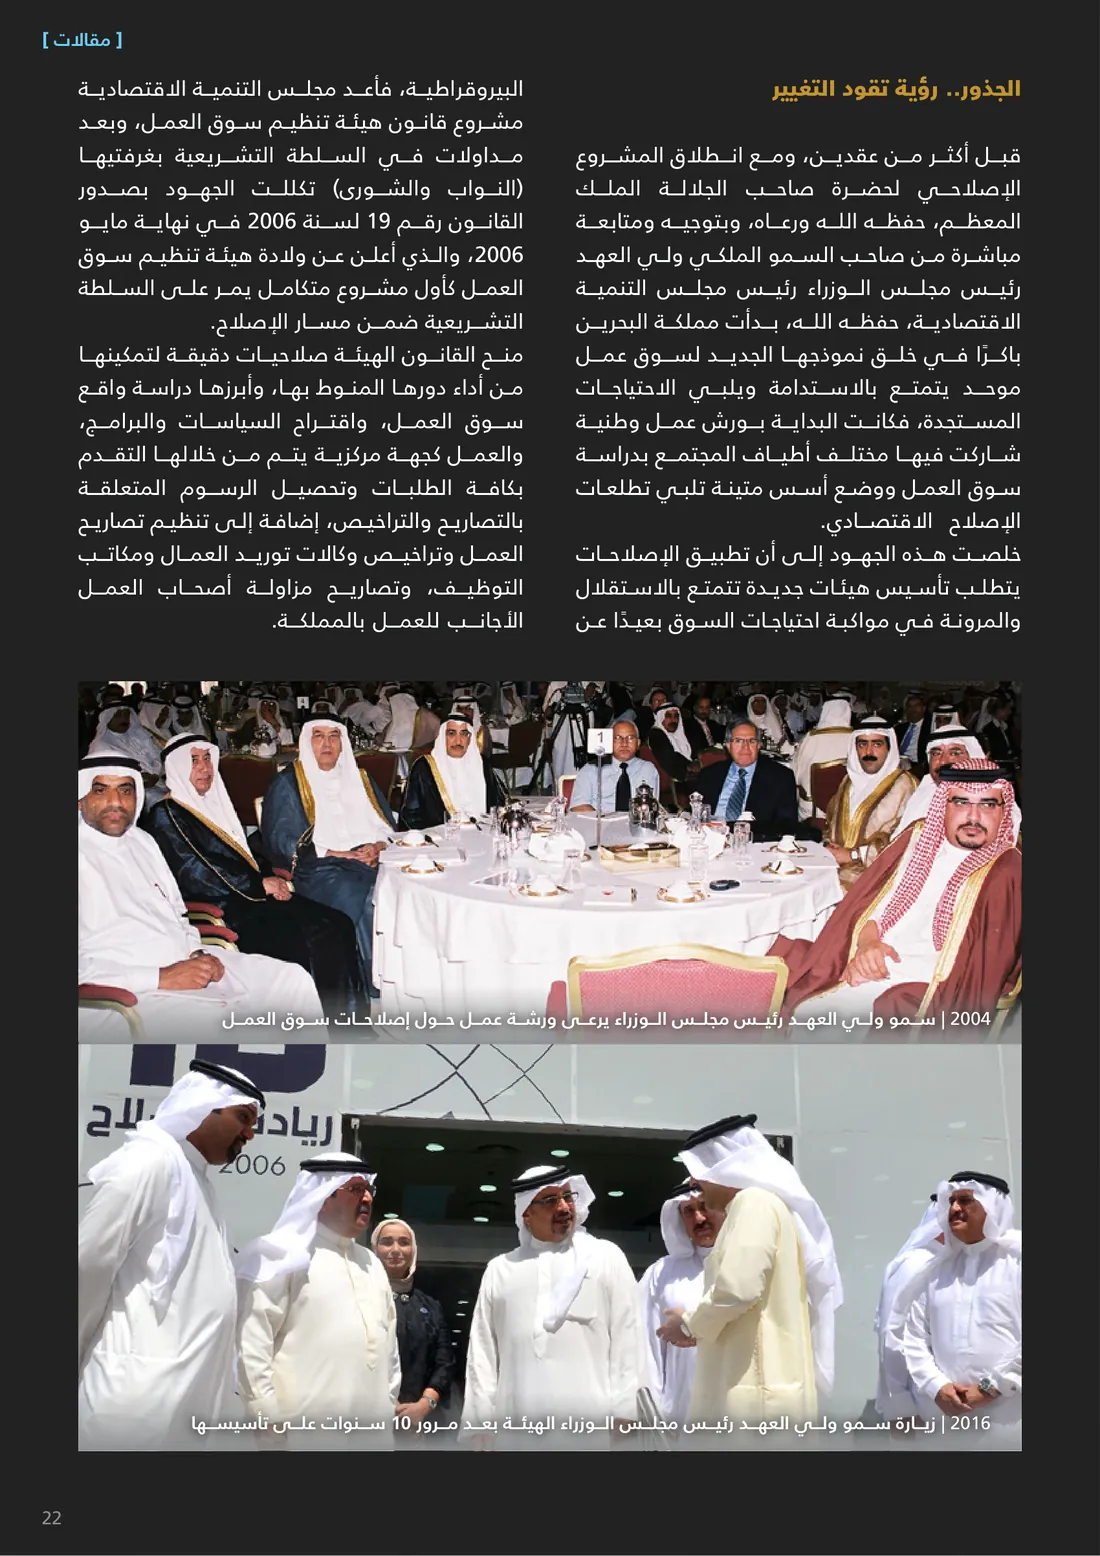 [ مقالات ]
الجذور.. رؤية تقود التغيير
قبل أكثر من عقدين، ومع انطلاق المشروع
الإصلاحي لحضرة صاحب الجلالة الملك
المعظم، حفظه الله ورعاه، وبتوجيه ومتابعة
مباشرة من صاحب السمو الملكي ولي العهد
رئيس مجلس الوزراء رئيس مجلس التنمية
الاقتصادية، حفظه الله، بدأت مملكة البحرين
باكرًا في خلق نموذجها الجديد لسوق عمل
موحد يتمتع بالاستدامة ويلبي الاحتياجات
المستجدة، فكانت البداية بورش عمل وطنية
شاركت فيها مختلف أطياف المجتمع بدراسة
سوق العمل ووضع أسس متينة تلبي تطلعات
الإصلاح الاقتصادي.
خلصت هذه الجهود إلى أن تطبيق الإصلاحات
يتطلب تأسيس هيئات جديدة تتمتع بالاستقلال
والمرونة في مواكبة احتياجات السوق بعيدًا عن
البيروقراطية، فأعد مجلس التنمية الاقتصادية
مشروع قانون هيئة تنظيم سوق العمل، وبعد
مداولات في السلطة التشريعية بغرفتيها
(النواب والشورى) تكللت الجهود بصدور
القانون رقم 19 لسنة 2006 في نهاية مايو
2006، والذي أعلن عن ولادة هيئة تنظيم سوق
العمل كأول مشروع متكامل يمر على السلطة
التشريعية ضمن مسار الإصلاح.
منح القانون الهيئة صلاحيات دقيقة لتمكينها
من أداء دورها المنوط بها، وأبرزها دراسة واقع
سوق العمل، واقتراح السياسات والبرامج،
والعمل كجهة مركزية يتم من خلالها التقدم
بكافة الطلبات وتحصيل الرسوم المتعلقة
بالتصاريح والتراخيص، إضافة إلى تنظيم تصاريح
العمل وتراخيص وكالات توريد العمال ومكاتب
التوظيف، وتصاريح مزاولة أصحاب العمل
الأجانب للعمل بالمملكة.
1
2004 | سمو ولي العهد رئيس مجلس الوزراء يرعى ورشة عمل حول إصلاحات سوق العمل
2006
2016 | زيارة سمو ولي العهد رئيس مجلس الوزراء الهيئة بعد مرور 10 سنوات على تأسيسها
22